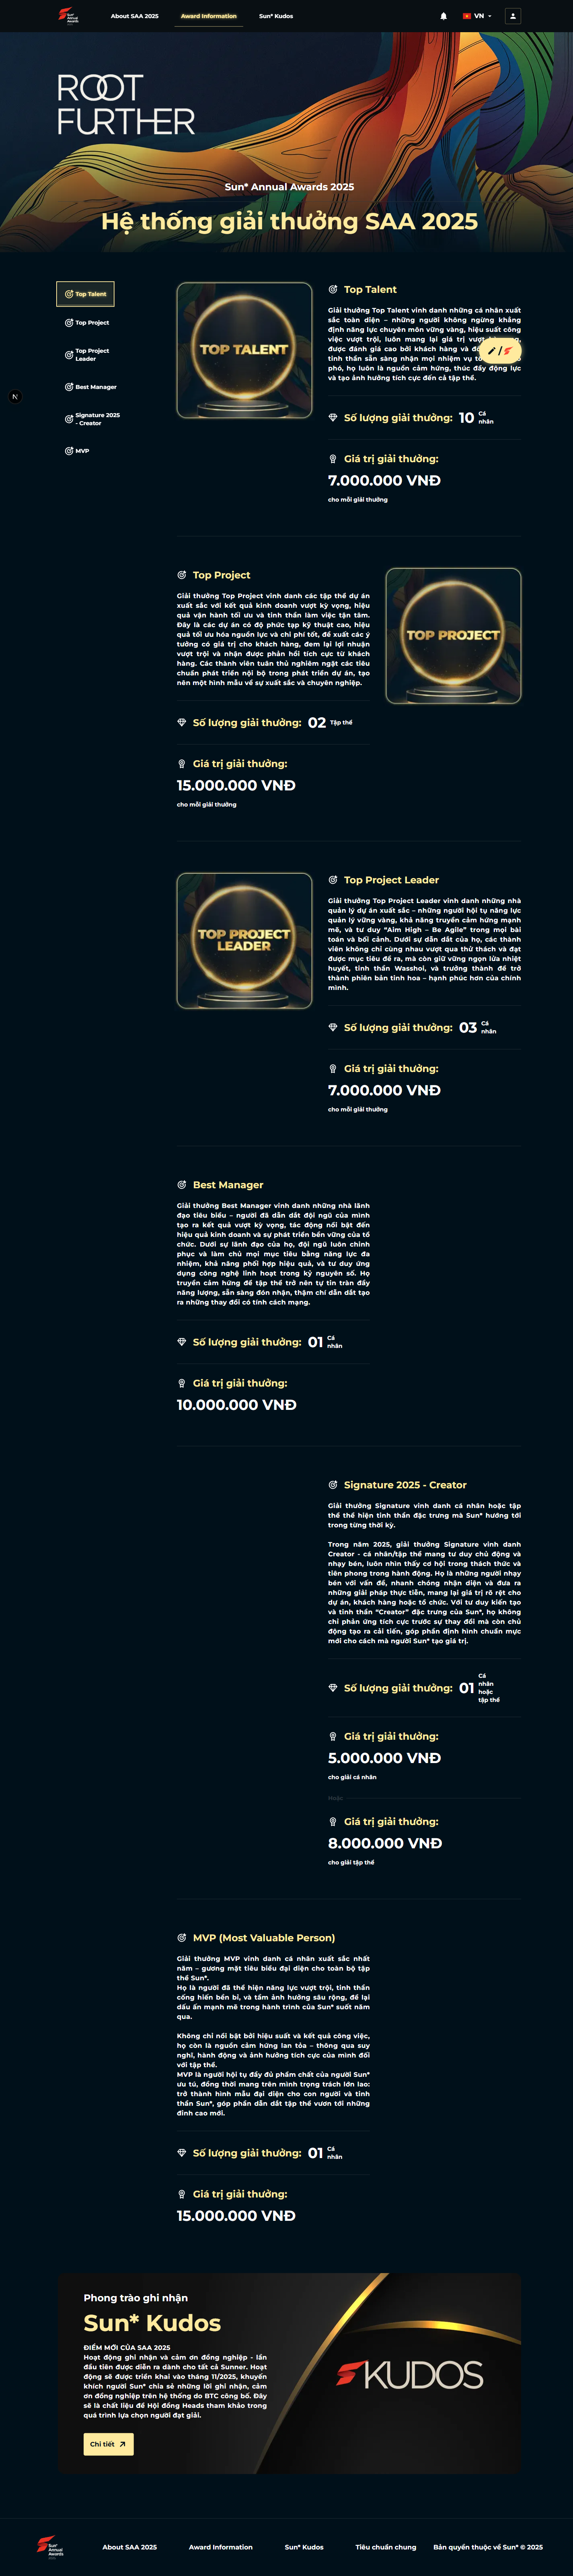 Sun*
Annual
Awards
2025
About SAA 2025
Award Information
Sun* Kudos
VN
ROOT
FURTHER
Sun* Annual Awards 2025
Hệ thống giải thưởng SAA 2025
Top Talent
Top Project
Top Project
Leader
Best Manager
Signature 2025
- Creator
MVP
N
TOP TALENT
Top Talent
Giải thưởng Top Talent vinh danh những cá nhân xuất
sắc toàn diện – những người không ngừng khẳng
định năng lực chuyên môn vững vàng, hiệu suất công
việc vượt trội, luôn mang lại giá trị vượt
được đánh giá cao bởi khách hàng và
tinh thần sẵn sàng nhận mọi nhiệm vụ
phó, họ luôn là nguồn cảm hứng, thúc đẩy động lực
và tạo ảnh hưởng tích cực đến cả tập thể.
Số lượng giải thưởng: 10 Cá
nhân
Giá trị giải thưởng:
7.000.000 VNĐ
cho mỗi giải thưởng
Top Project
Giải thưởng Top Project vinh danh các tập thể dự án
xuất sắc với kết quả kinh doanh vượt kỳ vọng, hiệu
quả vận hành tối ưu và tinh thần làm việc tận tâm.
Đây là các dự án có độ phức tạp kỹ thuật cao, hiệu
quả tối ưu hóa nguồn lực và chi phí tốt, đề xuất các ý
tưởng có giá trị cho khách hàng, đem lại lợi nhuận
vượt trội và nhận được phản hồi tích cực từ khách
hàng. Các thành viên tuân thủ nghiêm ngặt các tiêu
chuẩn phát triển nội bộ trong phát triển dự án, tạo
nên một hình mẫu về sự xuất sắc và chuyên nghiệp.
TOP PROJECT
Số lượng giải thưởng: 02 Tập thể
Giá trị giải thưởng:
15.000.000 VNĐ
cho mỗi giải thưởng
TOP PROJECT
LEADER
Top Project Leader
Giải thưởng Top Project Leader vinh danh những nhà
quản lý dự án xuất sắc – những người hội tụ năng lực
quản lý vững vàng, khả năng truyền cảm hứng mạnh
mẽ, và tư duy “Aim High – Be Agile” trong mọi bài
toán và bối cảnh. Dưới sự dẫn dắt của họ, các thành
viên không chỉ cùng nhau vượt qua thử thách và đạt
được mục tiêu đề ra, mà còn giữ vững ngọn lửa nhiệt
huyết, tinh thần Wasshoi, và trưởng thành để trở
thành phiên bản tinh hoa – hạnh phúc hơn của chính
mình.
Số lượng giải thưởng: 03 Cá
nhân
Giá trị giải thưởng:
7.000.000 VNĐ
cho mỗi giải thưởng
Best Manager
Giải thưởng Best Manager vinh danh những nhà lãnh
đạo tiêu biểu – người đã dẫn dắt đội ngũ của mình
tạo ra kết quả vượt kỳ vọng, tác động nổi bật đến
hiệu quả kinh doanh và sự phát triển bền vững của tổ
chức. Dưới sự lãnh đạo của họ, đội ngũ luôn chinh
phục và làm chủ mọi mục tiêu bằng năng lực đa
nhiệm, khả năng phối hợp hiệu quả, và tư duy ứng
dụng công nghệ linh hoạt trong kỷ nguyên số. Họ
truyền cảm hứng để tập thể trở nên tự tin tràn đầy
năng lượng, sẵn sàng đón nhận, thậm chí dẫn dắt tạo
ra những thay đổi có tính cách mạng.
Số lượng giải thưởng: 01 Cá
nhân
Giá trị giải thưởng:
10.000.000 VNĐ
Signature 2025 - Creator
Giải thưởng Signature vinh danh cá nhân hoặc tập
thể thể hiện tinh thần đặc trưng mà Sun* hướng tới
trong từng thời kỳ.
Trong năm 2025, giải thưởng Signature vinh danh
Creator - cá nhân/tập thể mang tư duy chủ động và
nhạy bén, luôn nhìn thấy cơ hội trong thách thức và
tiên phong trong hành động. Họ là những người nhạy
bén với vấn đề, nhanh chóng nhận diện và đưa ra
những giải pháp thực tiễn, mang lại giá trị rõ rệt cho
dự án, khách hàng hoặc tổ chức. Với tư duy kiến tạo
và tinh thần “Creator” đặc trưng của Sun*, họ không
chỉ phản ứng tích cực trước sự thay đổi mà còn chủ
động tạo ra cải tiến, góp phần định hình chuẩn mực
mới cho cách mà người Sun* tạo giá trị.
Số lượng giải thưởng: 01 Cá
nhân
hoặc
tập thể
Giá trị giải thưởng:
5.000.000 VNĐ
cho giải cá nhân
Hoặc
Giá trị giải thưởng:
8.000.000 VNĐ
cho giải tập thể
MVP (Most Valuable Person)
Giải thưởng MVP vinh danh cá nhân xuất sắc nhất
năm – gương mặt tiêu biểu đại diện cho toàn bộ tập
thể Sun*.
Họ là người đã thể hiện năng lực vượt trội, tinh thần
cống hiến bền bỉ, và tầm ảnh hưởng sâu rộng, để lại
dấu ấn mạnh mẽ trong hành trình của Sun* suốt năm
qua.
Không chỉ nổi bật bởi hiệu suất và kết quả công việc,
họ còn là nguồn cảm hứng lan tỏa – thông qua suy
nghĩ, hành động và ảnh hưởng tích cực của mình đối
với tập thể.
MVP là người hội tụ đầy đủ phẩm chất của người Sun*
ưu tú, đồng thời mang trên mình trọng trách lớn lao:
trở thành hình mẫu đại diện cho con người và tinh
thần Sun*, góp phần dẫn dắt tập thể vươn tới những
đỉnh cao mới.
Số lượng giải thưởng: 01 Cá
nhân
Giá trị giải thưởng:
15.000.000 VNĐ
Phong trào ghi nhận
Sun* Kudos
ĐIỂM MỚI CỦA SAA 2025
Hoạt động ghi nhận và cảm ơn đồng nghiệp - lần
đầu tiên được diễn ra dành cho tất cả Sunner. Hoạt
động sẽ được triển khai vào tháng 11/2025, khuyến
khích người Sun* chia sẻ những lời ghi nhận, cảm
ơn đồng nghiệp trên hệ thống do BTC công bố. Đây
sẽ là chất liệu để Hội đồng Heads tham khảo trong
quá trình lựa chọn người đạt giải.
Chi tiết
KUDOS
Sun*
Annual
Awards
2025
About SAA 2025
Award Information
Sun* Kudos
Tiêu chuẩn chung
Bản quyền thuộc về Sun* © 2025